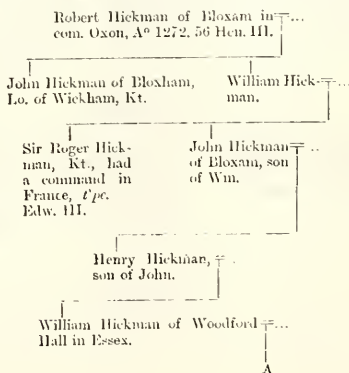 Robert Hickman of Bloxam in=...
com. Oxon, Aº 1272. 56 Hen. III.
John Hickman of Bloxham,
Lo. of Wickham, Kt.
William Hick-=...
man.
Sir Roger Hick-
man, Kt., had
a command in
France, t'pe.
Edw. III.
John Hickman=..
of Bloxam, son
of Wm.
Henry Hickman,=.
son of John.
William Hickman of Woodford=...
Hall in Essex.
A